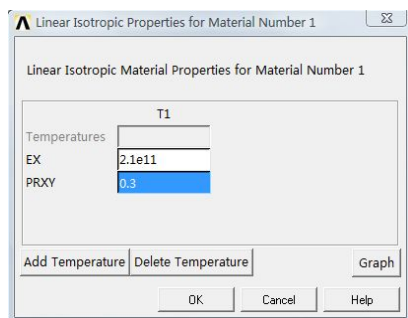 Linear Isotropic Properties for Material Number 1
Linear Isotropic Material Properties for Material Number 1
T1
Temperatures
EX 2.1e11
PRXY 0.3
Add Temperature Delete Temperature Graph
OK Cancel Help